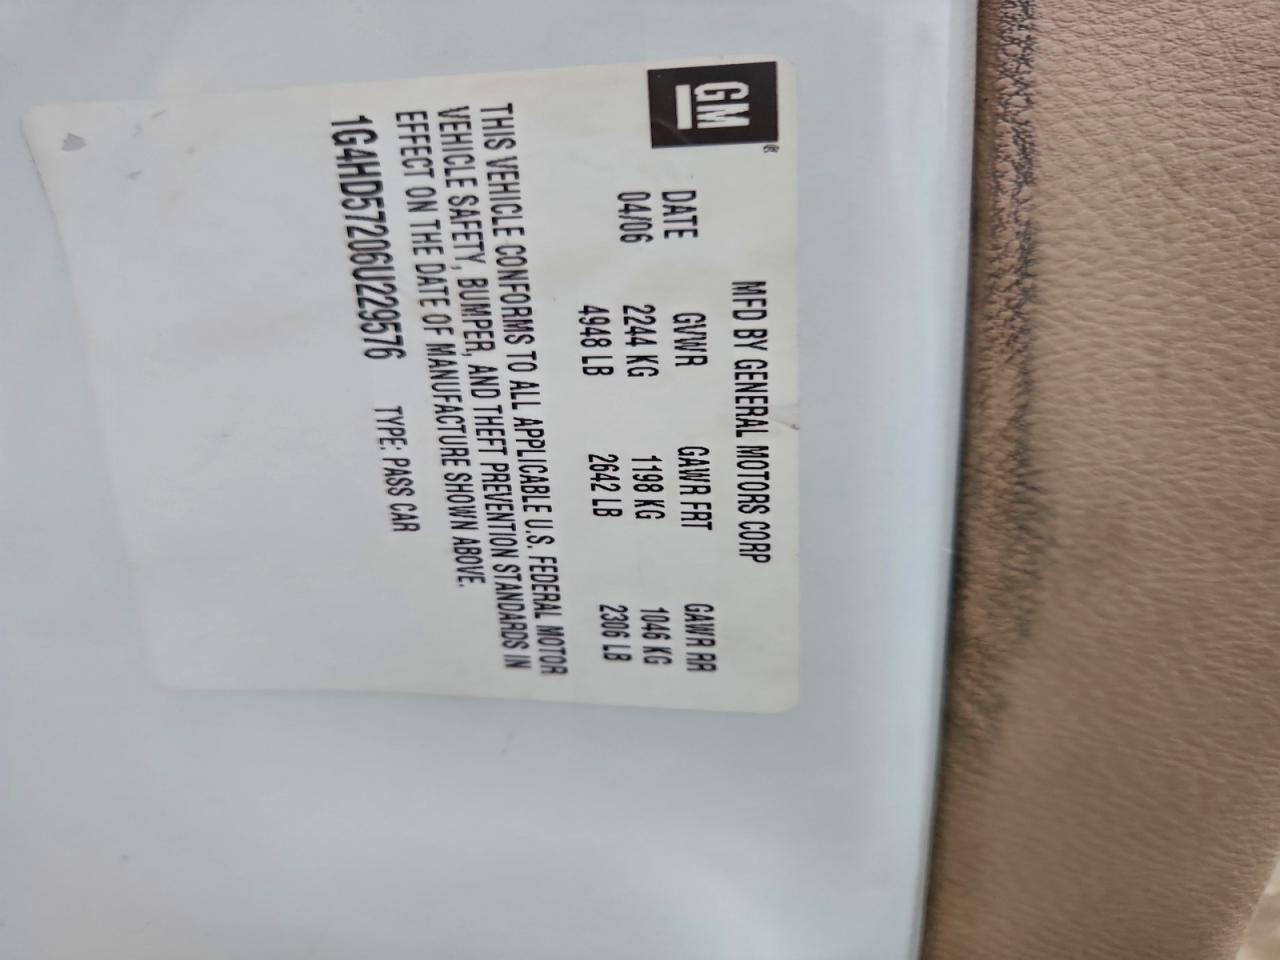 GM
®
MFD BY GENERAL MOTORS CORP
DATE GVWR GAWR FRT GAWR RR
04/06 2244 KG 1198 KG 1046 KG
4948 LB 2642 LB 2306 LB
THIS VEHICLE CONFORMS TO ALL APPLICABLE U.S. FEDERAL MOTOR
VEHICLE SAFETY, BUMPER, AND THEFT PREVENTION STANDARDS IN
EFFECT ON THE DATE OF MANUFACTURE SHOWN ABOVE.
1G4HD57206U229576 TYPE: PASS CAR